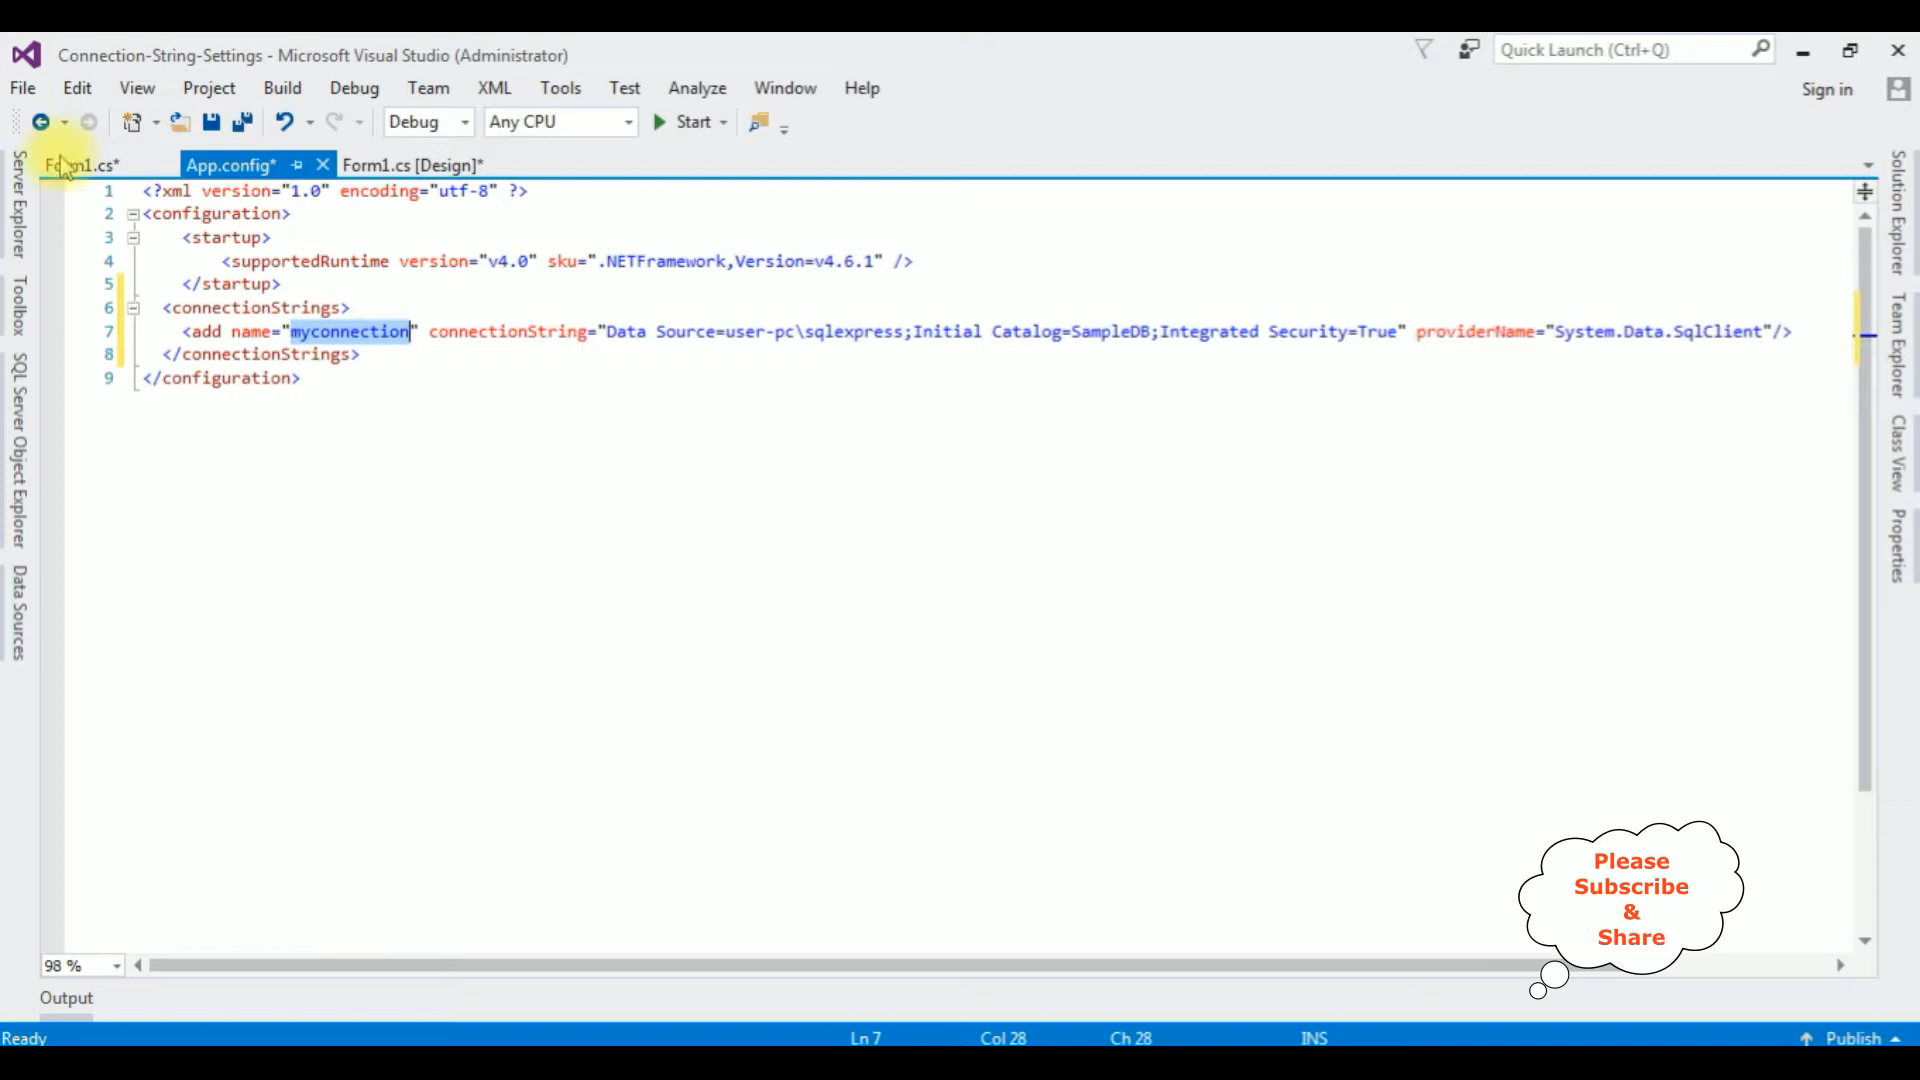 Connection-String-Settings - Microsoft Visual Studio (Administrator)
Quick Launch (Ctrl+Q)
File Edit View Project Build Debug Team XML Tools Test Analyze Window Help
Sign in
Debug Any CPU Start
Form1.cs* App.config* Form1.cs [Design]*
1 <?xml version="1.0" encoding="utf-8" ?>
2 <configuration>
3 <startup>
4 <supportedRuntime version="v4.0" sku=".NETFramework,Version=v4.6.1" />
5 </startup>
6 <connectionStrings>
7 <add name="myconnection" connectionString="Data Source=user-pc\sqlexpress;Initial Catalog=SampleDB;Integrated Security=True" providerName="System.Data.SqlClient"/>
8 </connectionStrings>
9 </configuration>
Server Explorer
Toolbox
SQL Server Object Explorer
Data Sources
Solution Explorer
Team Explorer
Class View
Properties
Please
Subscribe
&
Share
98 %
Output
Ready Ln 7 Col 28 Ch 28 INS Publish